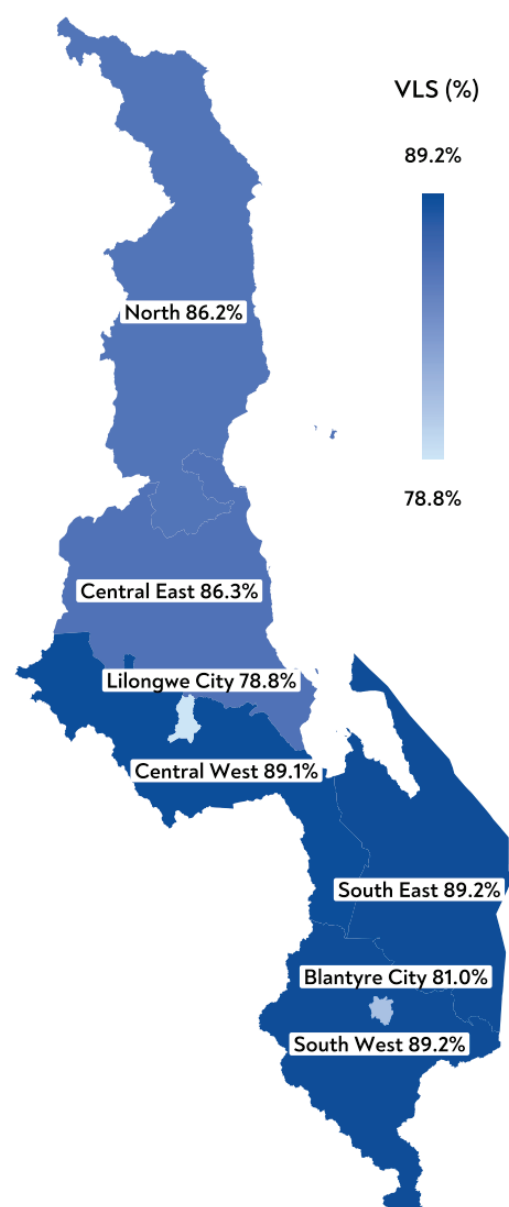 VLS (%)
89.2%
North 86.2%
78.8%
Central East 86.3%
Lilongwe City 78.8%
Central West 89.1%
South East 89.2%
Blantyre City 81.0%
South West 89.2%